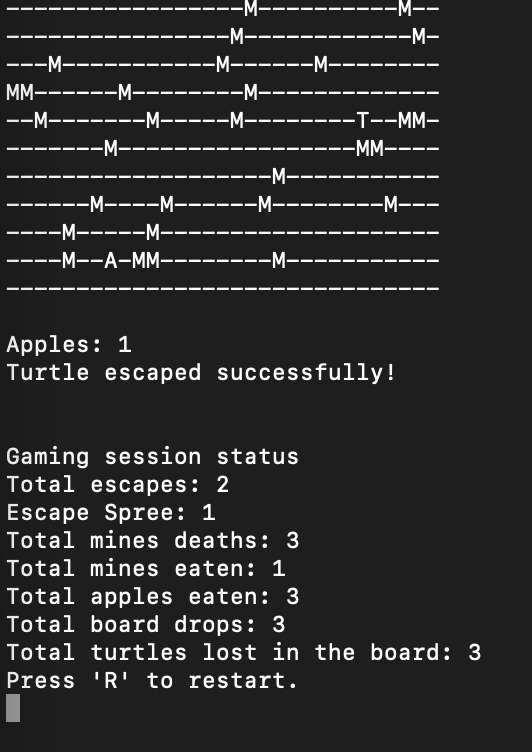 -----------------M----------M--
----------------M------------M-
---M-----------M------M--------
MM------M--------M-------------
--M-------M-----M--------T--MM-
-------M-----------------MM----
-------------------M-----------
------M----M------M--------M---
----M-----M--------------------
----M--A-MM--------M-----------
-------------------------------
Apples: 1
Turtle escaped successfully!
Gaming session status
Total escapes: 2
Escape Spree: 1
Total mines deaths: 3
Total mines eaten: 1
Total apples eaten: 3
Total board drops: 3
Total turtles lost in the board: 3
Press 'R' to restart.